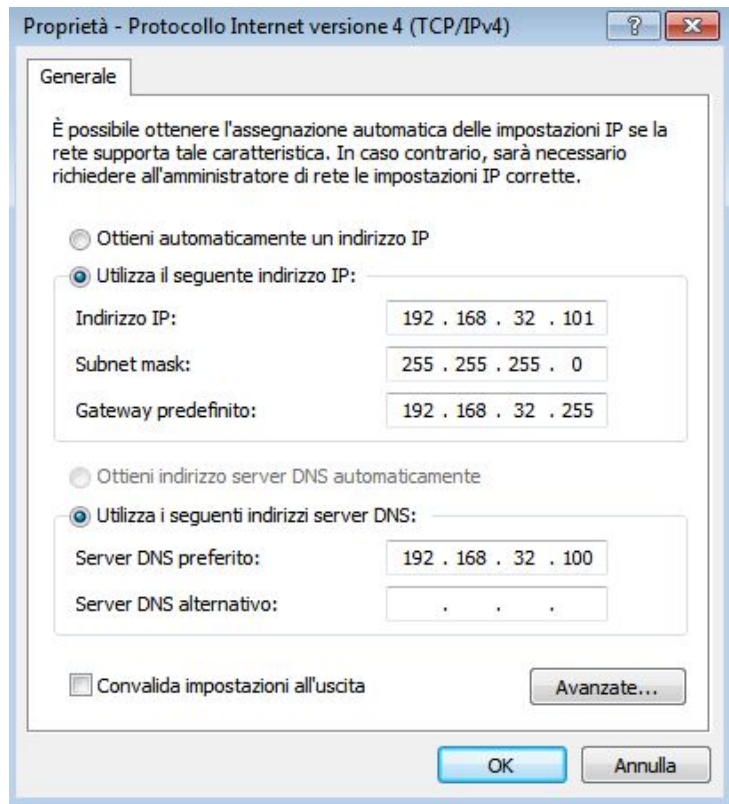 Proprietà - Protocollo Internet versione 4 (TCP/IPv4)
Generale
È possibile ottenere l'assegnazione automatica delle impostazioni IP se la
rete supporta tale caratteristica. In caso contrario, sarà necessario
richiedere all'amministratore di rete le impostazioni IP corrette.
Ottieni automaticamente un indirizzo IP
Utilizza il seguente indirizzo IP:
Indirizzo IP: 192 . 168 . 32 . 101
Subnet mask: 255 . 255 . 255 . 0
Gateway predefinito: 192 . 168 . 32 . 255
Ottieni indirizzo server DNS automaticamente
Utilizza i seguenti indirizzi server DNS:
Server DNS preferito: 192 . 168 . 32 . 100
Server DNS alternativo: . . .
Convalida impostazioni all'uscita Avanzate...
OK Annulla